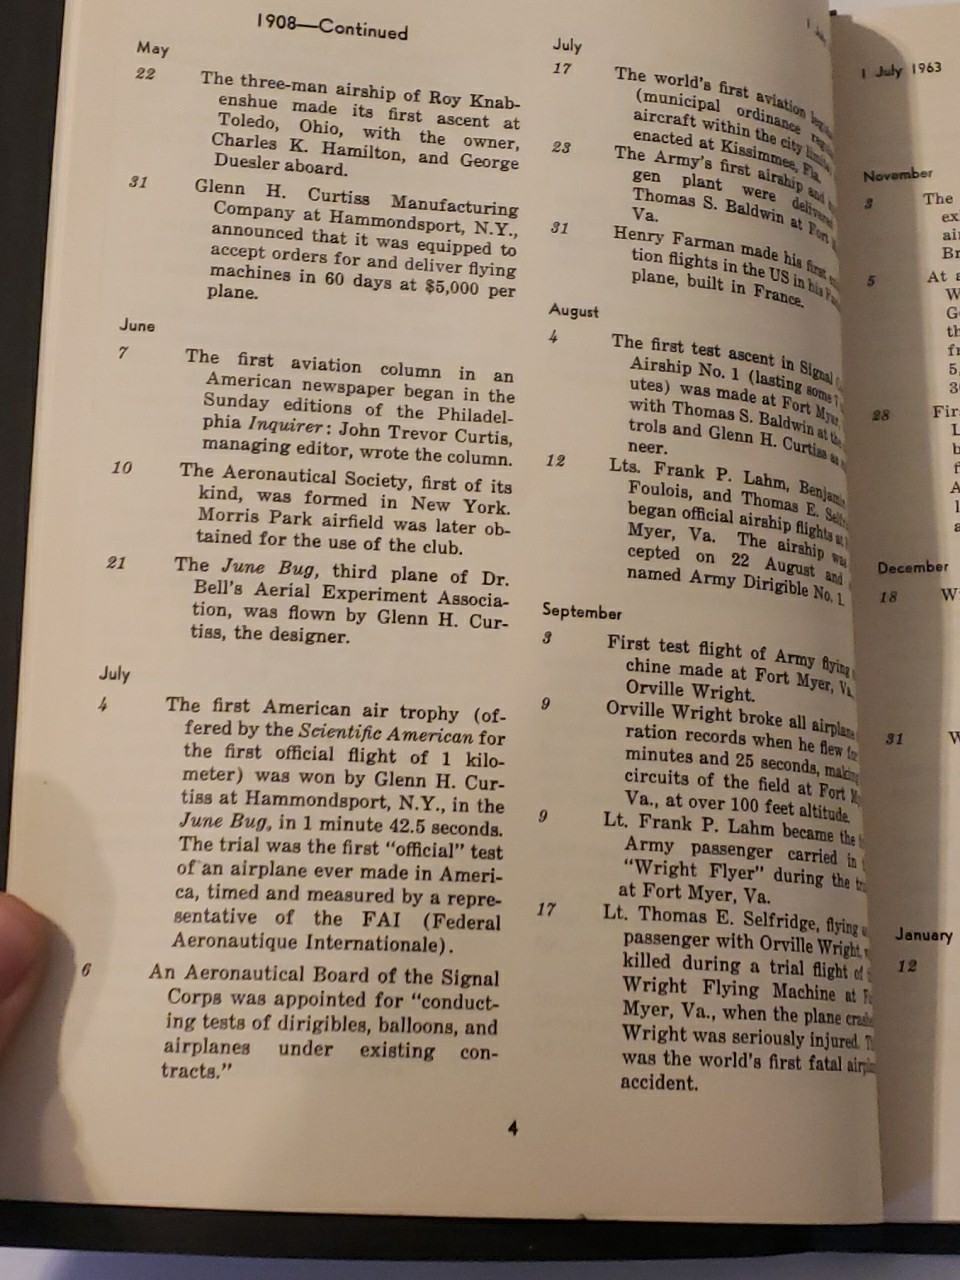 1908—Continued
May
22 The three-man airship of Roy Knab-
enshue made its first ascent at
Toledo, Ohio, with the owner,
Charles K. Hamilton, and George
Duesler aboard.
31 Glenn H. Curtiss Manufacturing
Company at Hammondsport, N.Y.,
announced that it was equipped to
accept orders for and deliver flying
machines in 60 days at $5,000 per
plane.
June
7 The first aviation column in an
American newspaper began in the
Sunday editions of the Philadel-
phia Inquirer: John Trevor Curtis,
managing editor, wrote the column.
10 The Aeronautical Society, first of its
kind, was formed in New York.
Morris Park airfield was later ob-
tained for the use of the club.
21 The June Bug, third plane of Dr.
Bell's Aerial Experiment Associa-
tion, was flown by Glenn H. Cur-
tiss, the designer.
July
4 The first American air trophy (of-
fered by the Scientific American for
the first official flight of 1 kilo-
meter) was won by Glenn H. Cur-
tiss at Hammondsport, N.Y., in the
June Bug, in 1 minute 42.5 seconds.
The trial was the first "official" test
of an airplane ever made in Ameri-
ca, timed and measured by a repre-
sentative of the FAI (Federal
Aeronautique Internationale).
6 An Aeronautical Board of the Signal
Corps was appointed for "conduct-
ing tests of dirigibles, balloons, and
airplanes under existing con-
tracts."
July
17 The world's first aviation
(municipal ordinance
aircraft within the city
enacted at Kissimmee, Fla.
23 The Army's first airship and
gen plant were delivered
Thomas S. Baldwin at Fort
Va.
31 Henry Farman made his first
tion flights in the US in his
plane, built in France.
August
4 The first test ascent in Signal
Airship No. 1 (lasting some
utes) was made at Fort Myer,
with Thomas S. Baldwin at the
trols and Glenn H. Curtiss as
neer.
12 Lts. Frank P. Lahm, Benjamin
Foulois, and Thomas E.
began official airship flights
Myer, Va. The airship was
cepted on 22 August and
named Army Dirigible No. 1.
September
3 First test flight of Army flying
chine made at Fort Myer, Va.
Orville Wright.
9 Orville Wright broke all airplane
ration records when he flew for
minutes and 25 seconds, making
circuits of the field at Fort
Va., at over 100 feet altitude.
9 Lt. Frank P. Lahm became the
Army passenger carried in
"Wright Flyer" during the
at Fort Myer, Va.
17 Lt. Thomas E. Selfridge, flying
passenger with Orville Wright,
killed during a trial flight of
Wright Flying Machine at
Myer, Va., when the plane
Wright was seriously injured.
was the world's first fatal
accident.
4
1 July 1963
November
3 The
5 At
28
December
18
31
January
12